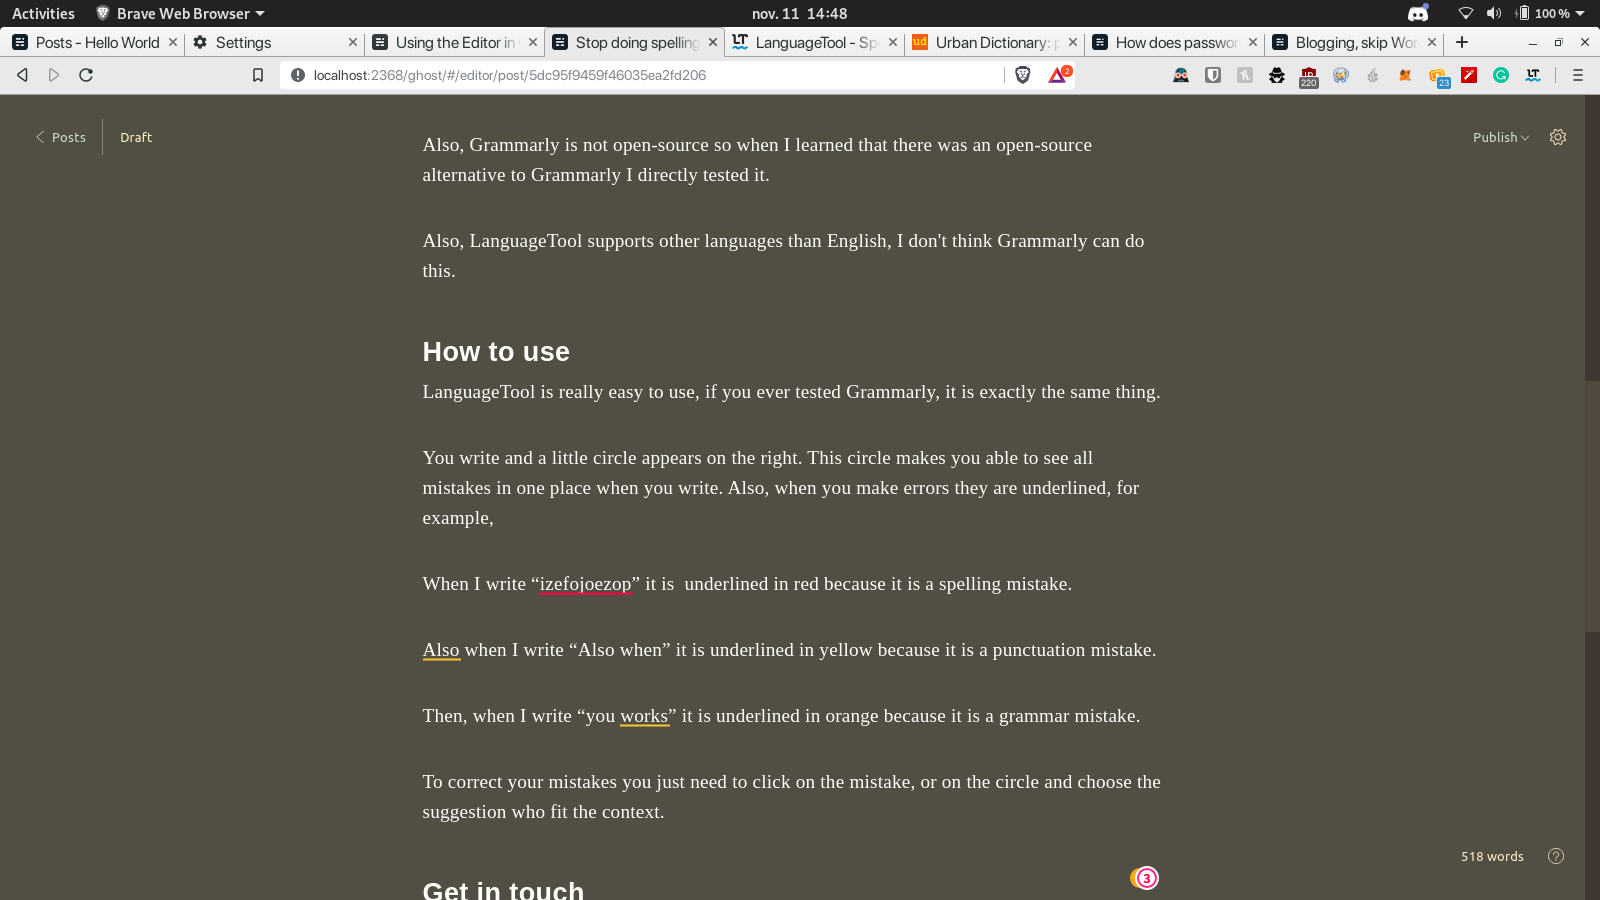 Activities
Brave Web Browser
nov. 11 14:48
100 %
Posts - Hello World
Settings
Using the Editor in
Stop doing spelling
LanguageTool - Sp
Urban Dictionary: p
How does passwor
Blogging, skip Wor
localhost:2368/ghost/#/editor/post/5dc95f9459f46035ea2fd206
2
220
23
LT
Posts
Draft
Publish
Also, Grammarly is not open-source so when I learned that there was an open-source
alternative to Grammarly I directly tested it.
Also, LanguageTool supports other languages than English, I don't think Grammarly can do
this.
How to use
LanguageTool is really easy to use, if you ever tested Grammarly, it is exactly the same thing.
You write and a little circle appears on the right. This circle makes you able to see all
mistakes in one place when you write. Also, when you make errors they are underlined, for
example,
When I write “izefojoezop” it is  underlined in red because it is a spelling mistake.
Also when I write “Also when” it is underlined in yellow because it is a punctuation mistake.
Then, when I write “you works” it is underlined in orange because it is a grammar mistake.
To correct your mistakes you just need to click on the mistake, or on the circle and choose the
suggestion who fit the context.
518 words
3
Get in touch